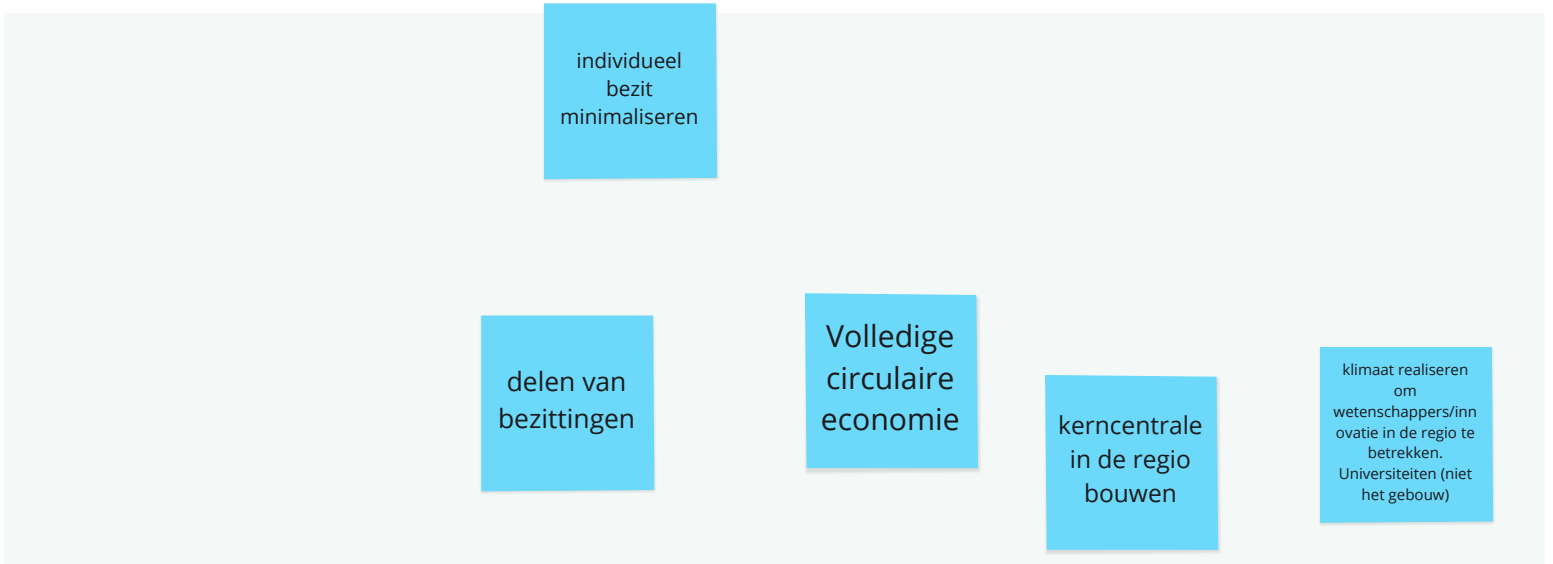 individueel
bezit
minimaliseren
delen van
bezittingen
Volledige
circulaire
economie
kerncentrale
in de regio
bouwen
klimaat realiseren
om
wetenschappers/inn
ovatie in de regio te
betrekken.
Universiteiten (niet
het gebouw)